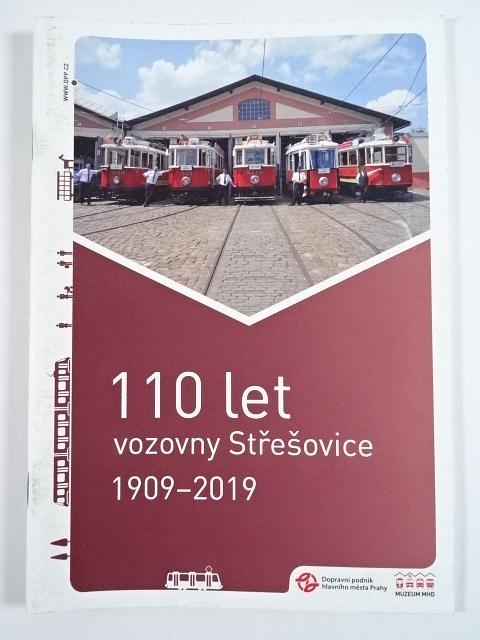 WWW.DPP.CZ
110 let
vozovny Střešovice
1909–2019
Dopravní podnik
hlavního města Prahy
MUZEUM MHD